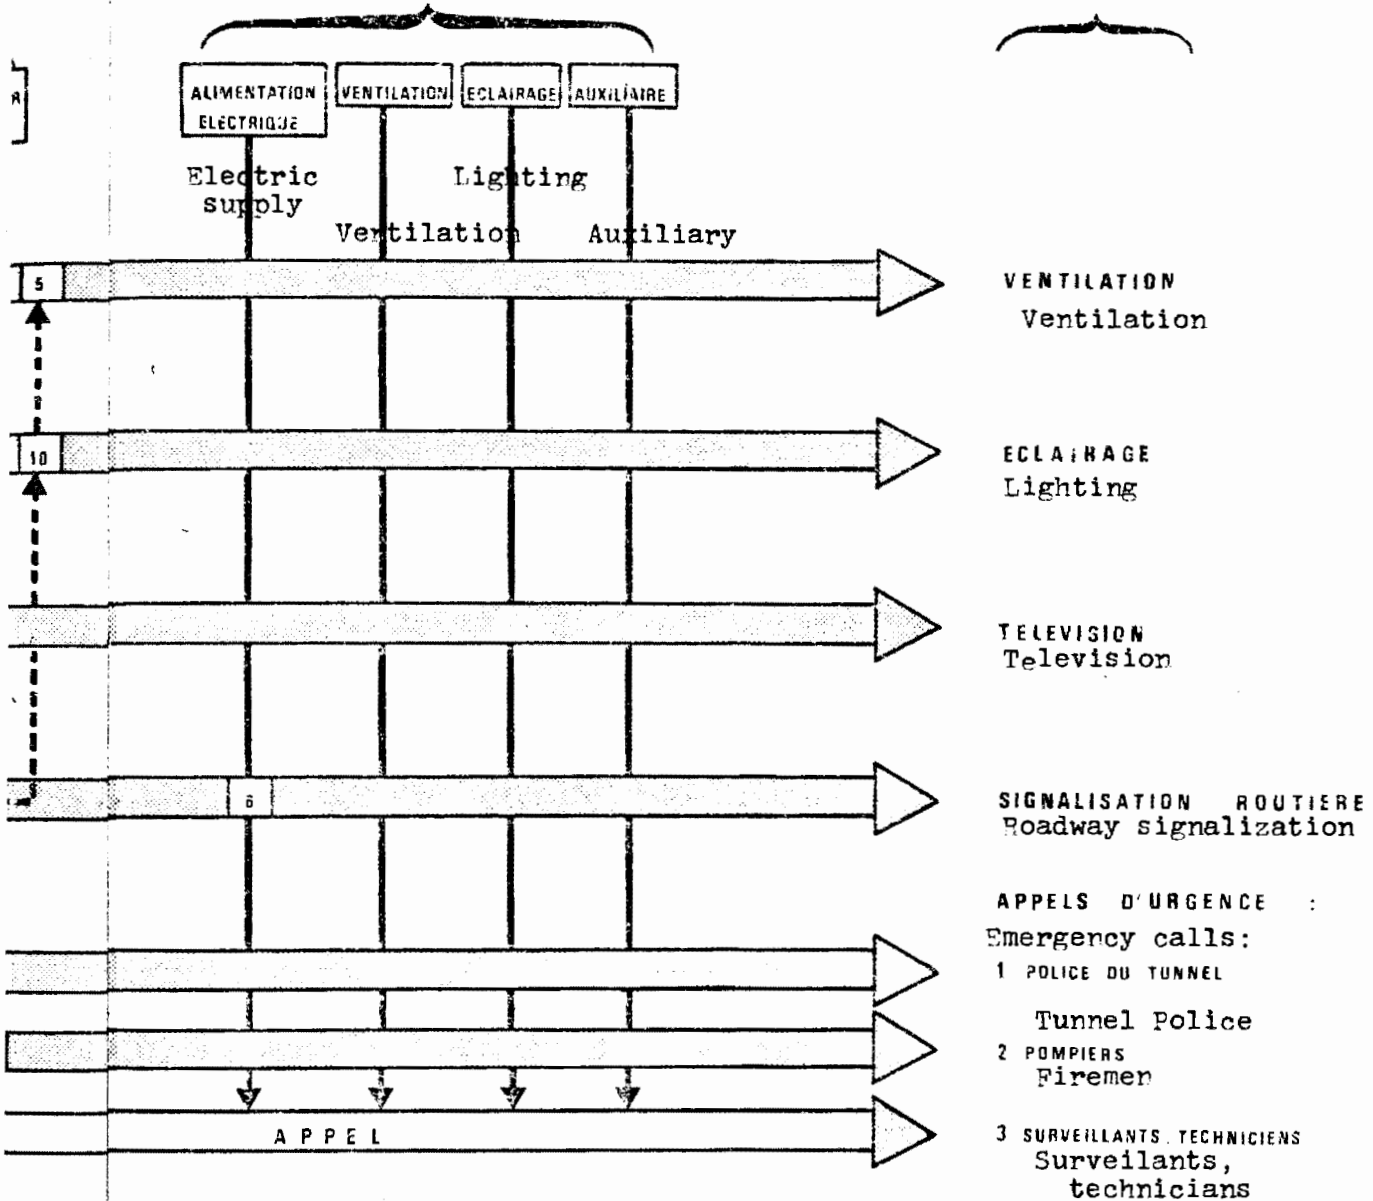 R
ALIMENTATION
ELECTRIQUE
VENTILATION
ECLAIRAGE
AUXILIAIRE
Electric
supply
Lighting
Ventilation
Auxiliary
5
VENTILATION
Ventilation
10
ECLAIRAGE
Lighting
TELEVISION
Television
6
SIGNALISATION ROUTIERE
Roadway signalization
APPELS D'URGENCE :
Emergency calls:
1 POLICE DU TUNNEL
Tunnel Police
2 POMPIERS
Firemen
APPEL
3 SURVEILLANTS. TECHNICIENS
Surveilants,
technicians